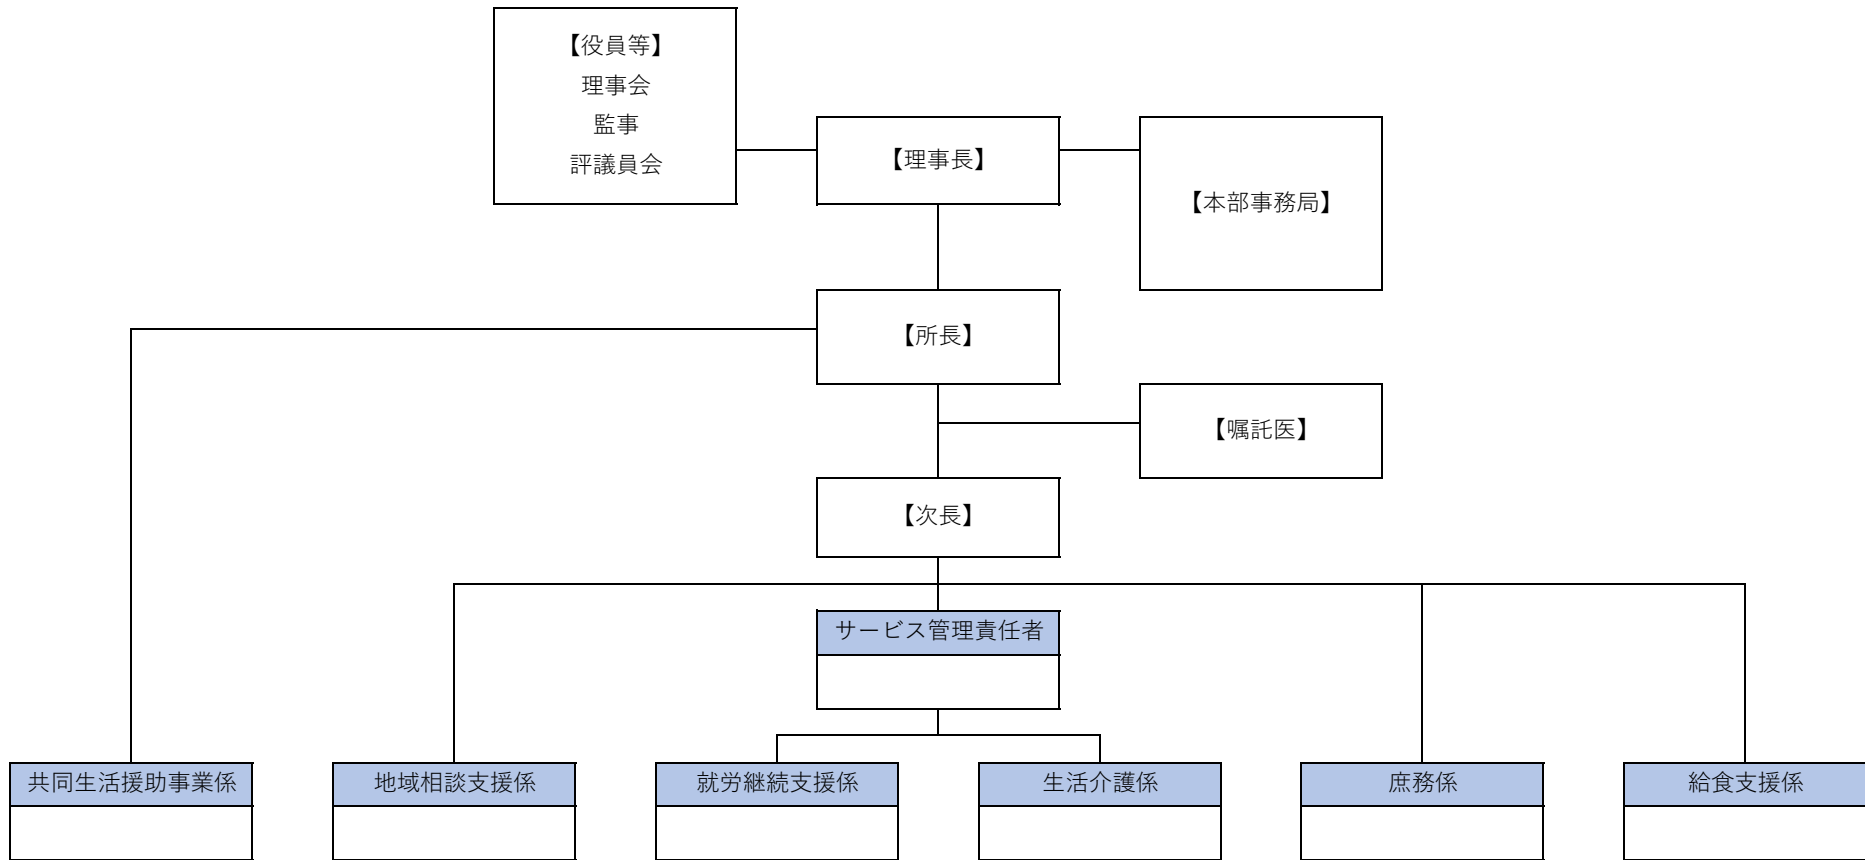 【役員等】
理事会
監事
評議員会
【理事長】
【本部事務局】
【所長】
【嘱託医】
【次長】
サービス管理責任者
共同生活援助事業係
地域相談支援係
就労継続支援係
生活介護係
庶務係
給食支援係